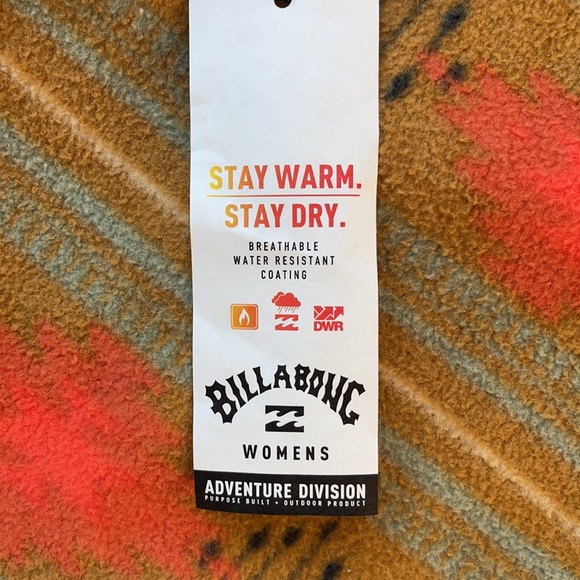 STAY WARM.
STAY DRY.
BREATHABLE
WATER RESISTANT
COATING
DWR
BILLABONG
WOMENS
ADVENTURE DIVISION
PURPOSE BUILT + OUTDOOR PRODUCT